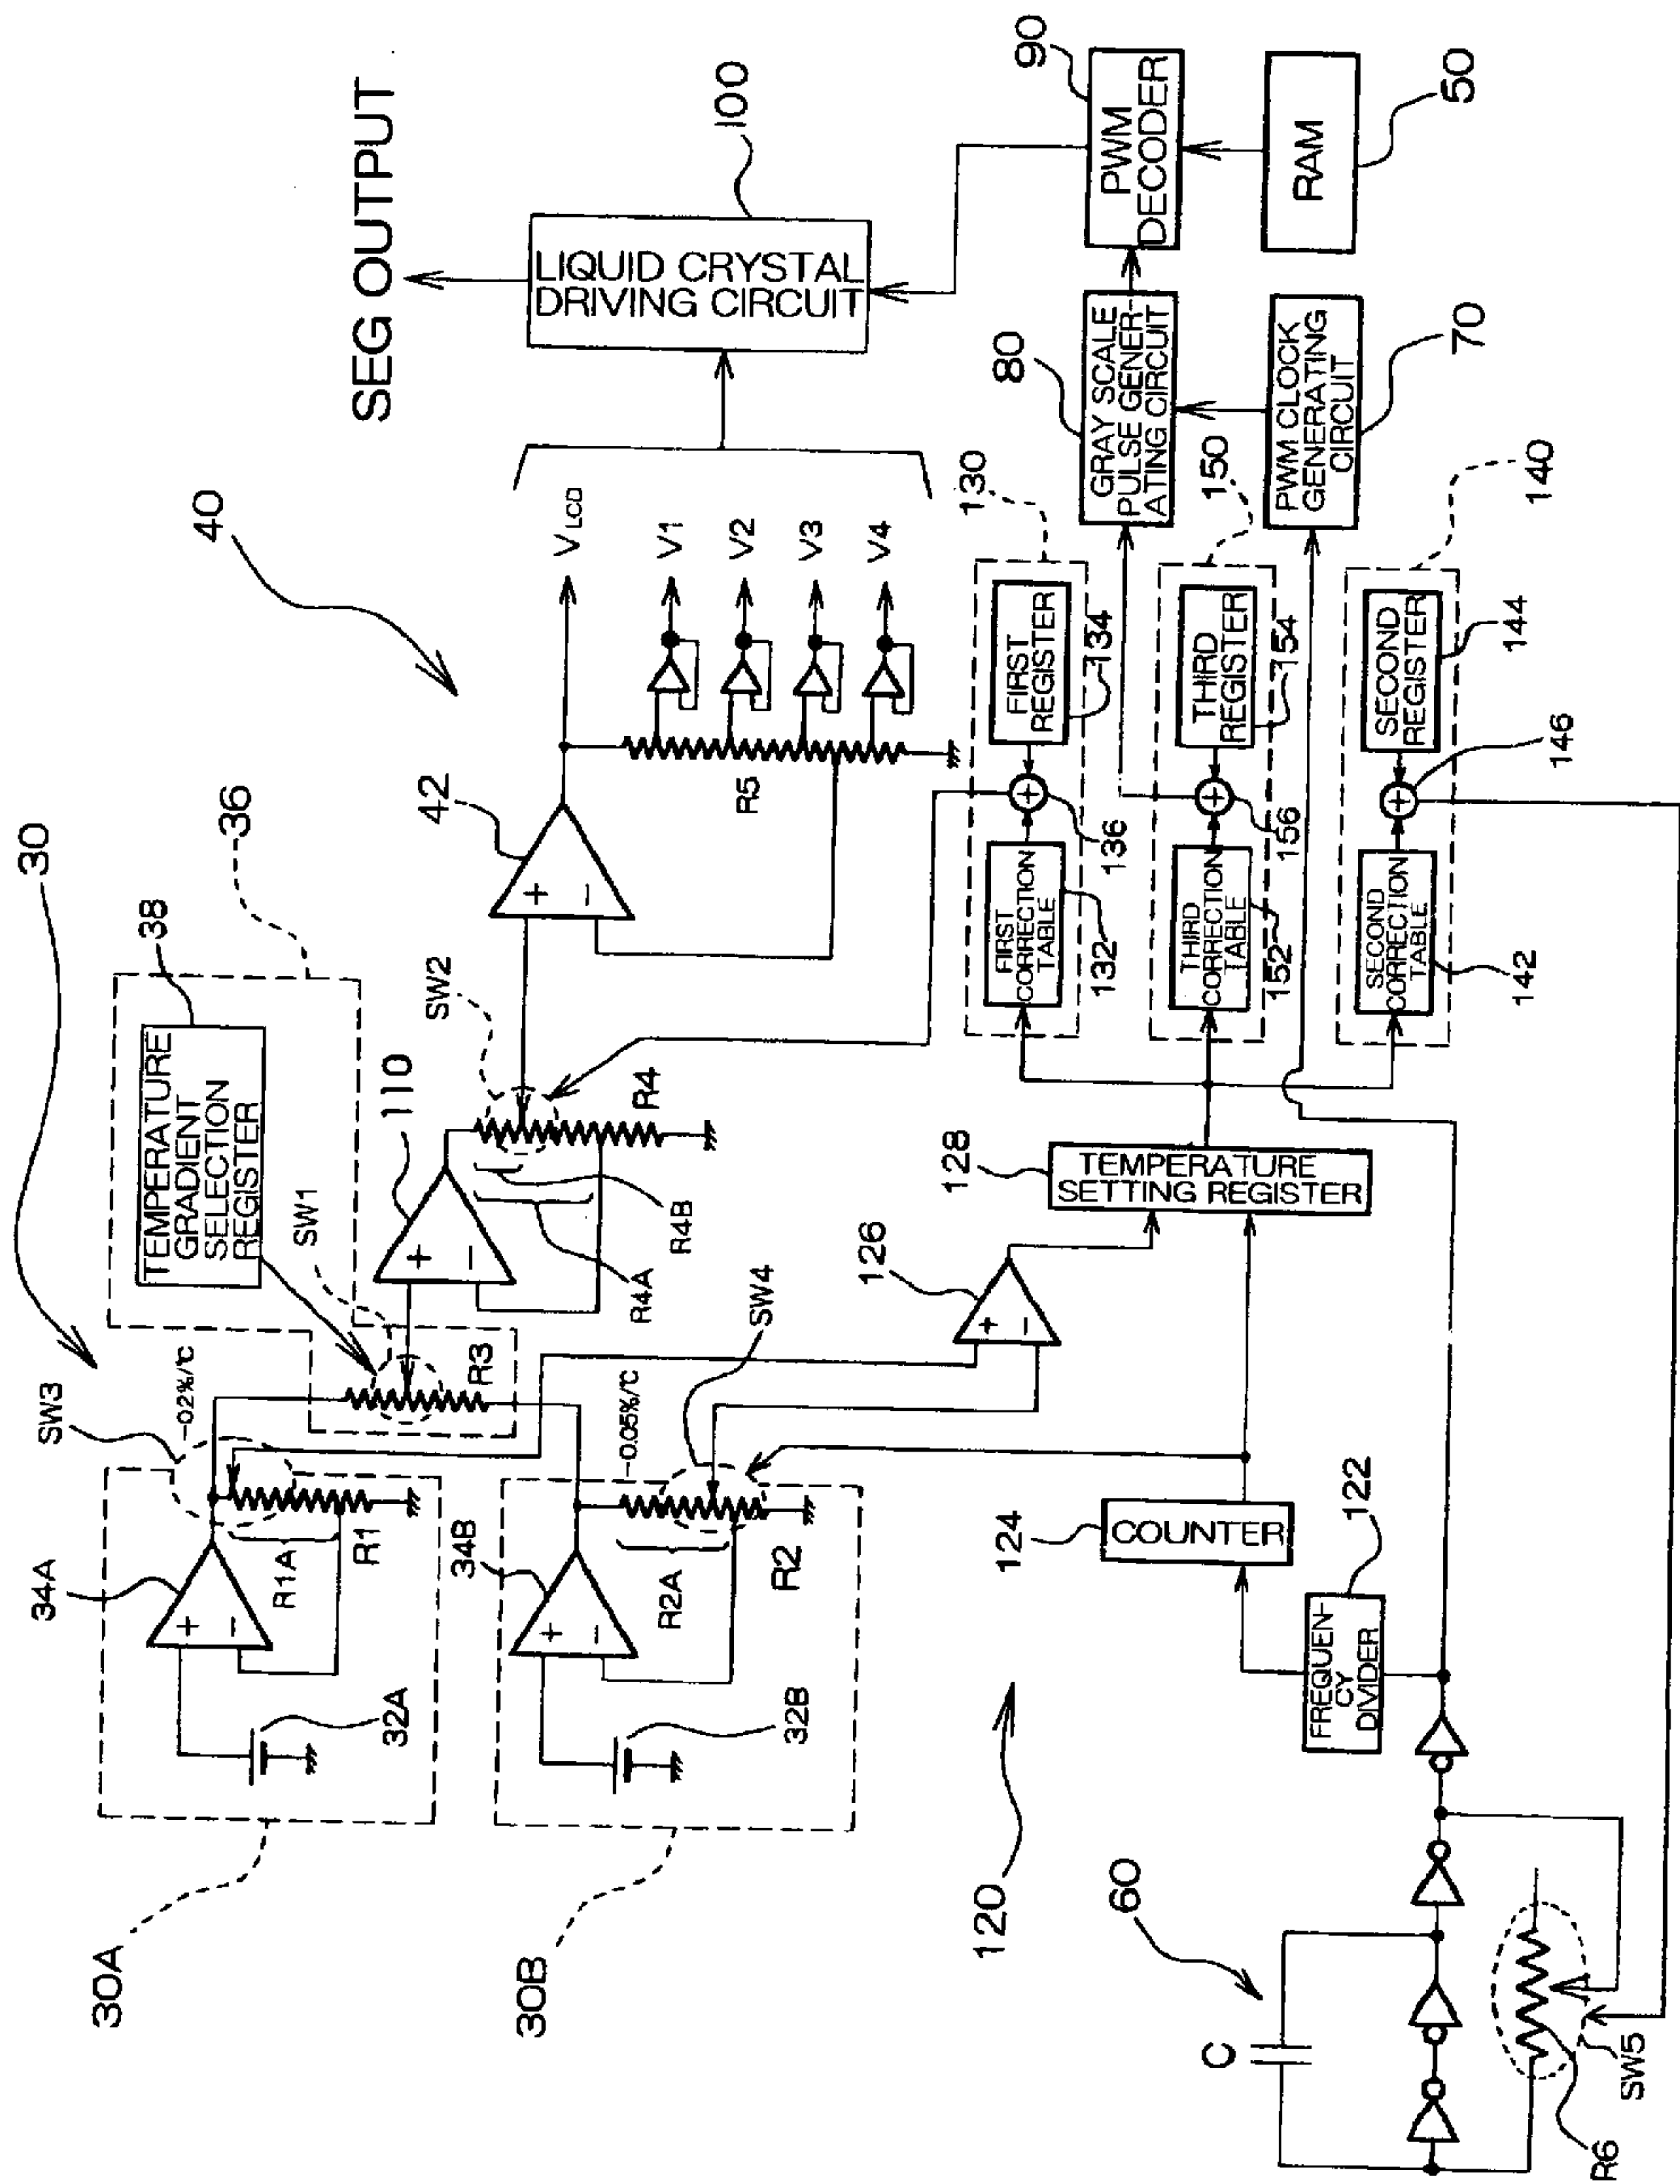 SEG OUTPUT
30
40
100
TEMPERATURE
GRADIENT
SELECTION
REGISTER
38
36
42
110
SW1
SW2
SW3
SW4
SW5
-0.2%/°C
-0.05%/°C
34A
34B
32A
32B
30A
30B
R1A
R1
R2A
R2
R3
R4
R4A
R4B
R5
VLCD
V1
V2
V3
V4
LIQUID CRYSTAL
DRIVING CIRCUIT
PWM
DECODER
90
RAM
50
GRAY SCALE
PULSE GENER-
ATING CIRCUIT
80
PWM CLOCK
GENERATING
CIRCUIT
70
130
FIRST
REGISTER
134
136
FIRST
CORRECTION
TABLE
132
150
THIRD
REGISTER
154
156
THIRD
CORRECTION
TABLE
152
140
SECOND
REGISTER
144
146
SECOND
CORRECTION
TABLE
142
TEMPERATURE
SETTING REGISTER
128
126
COUNTER
124
FREQUEN-
CY
DIVIDER
122
120
60
C
R6
+
−
+
−
+
−
+
−
+
−
+
+
+